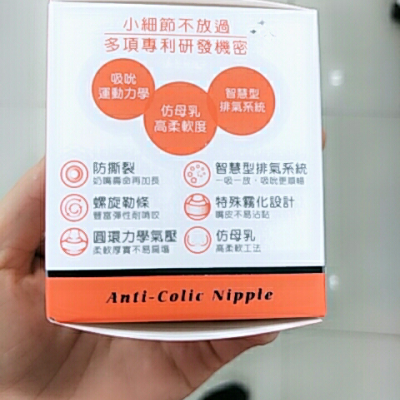 小細節不放過
多項專利研發機密
吸吮
運動力學
仿母乳
高柔軟度
智慧型
排氣系統
防撕裂
奶嘴壽命再加長
智慧型排氣系統
一吸一放，吸吮更順暢
螺旋勒條
豐富彈性耐吸咬
特殊霧化設計
嘴皮不易沾黏
圓環力學氣壓
柔軟厚實不易扁塌
仿母乳
高柔軟工法
Anti-Colic Nipple